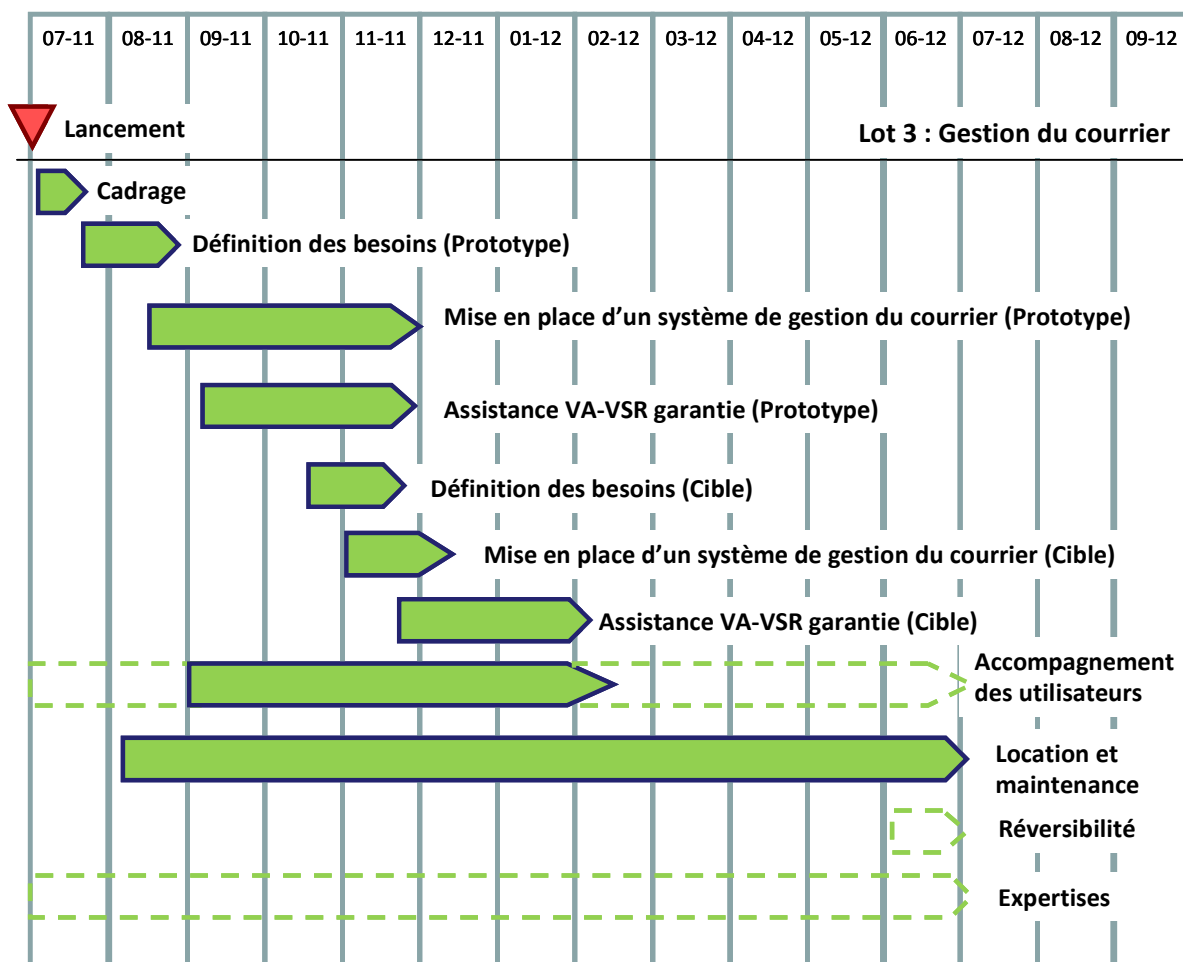 07-11 08-11 09-11 10-11 11-11 12-11 01-12 02-12 03-12 04-12 05-12 06-12 07-12 08-12 09-12
Lancement
Lot 3 : Gestion du courrier
Cadrage
Définition des besoins (Prototype)
Mise en place d’un système de gestion du courrier (Prototype)
Assistance VA-VSR garantie (Prototype)
Définition des besoins (Cible)
Mise en place d’un système de gestion du courrier (Cible)
Assistance VA-VSR garantie (Cible)
Accompagnement
des utilisateurs
Location et
maintenance
Réversibilité
Expertises